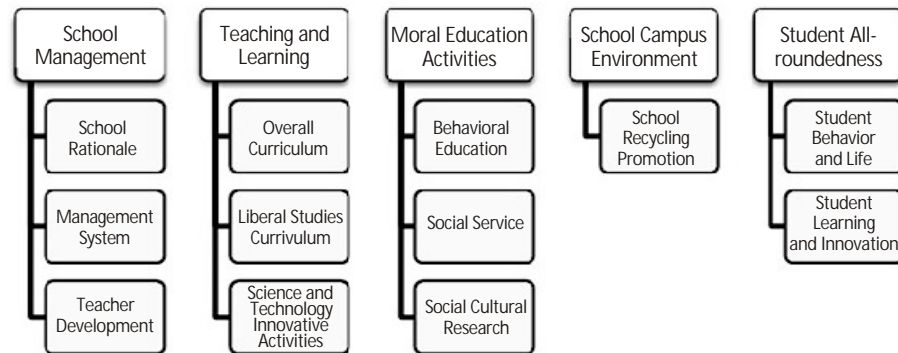 School
Management
School
Rationale
Management
System
Teacher
Development
Teaching and
Learning
Overall
Curriculum
Liberal Studies
Currivulum
Science and
Technology
Innovative
Activities
Moral Education
Activities
Behavioral
Education
Social Service
Social Cultural
Research
School Campus
Environment
School
Recycling
Promotion
Student All-
roundedness
Student
Behavior
and Life
Student
Learning
and Innovation